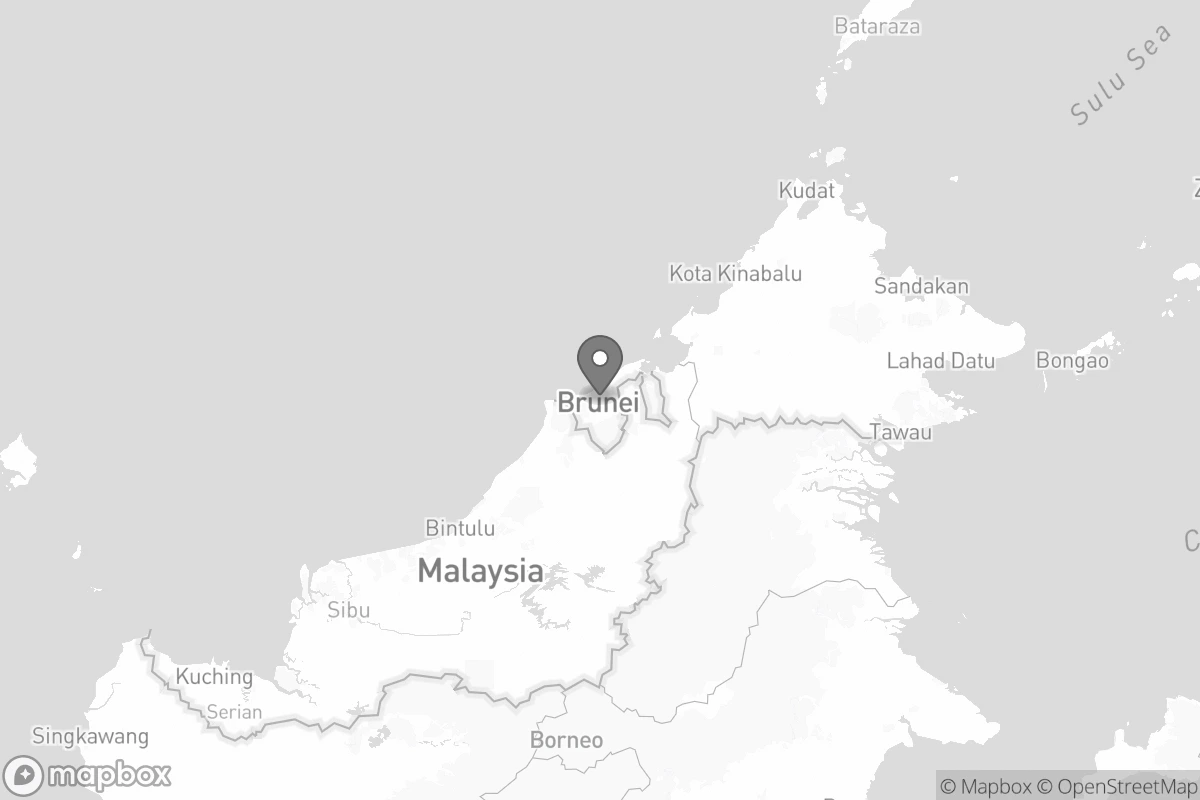 Bataraza
Sulu Sea
Kudat
Kota Kinabalu
Sandakan
Lahad Datu
Bongao
Brunei
Tawau
Bintulu
Malaysia
Sibu
Kuching
Serian
Singkawang
Borneo
mapbox
© Mapbox © OpenStreetMap